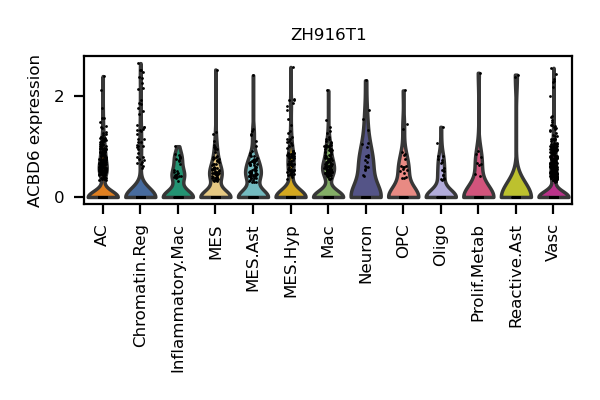 ZH916T1
ACBD6 expression
2
0
AC
Chromatin.Reg
Inflammatory.Mac
MES
MES.Ast
MES.Hyp
Mac
Neuron
OPC
Oligo
Prolif.Metab
Reactive.Ast
Vasc